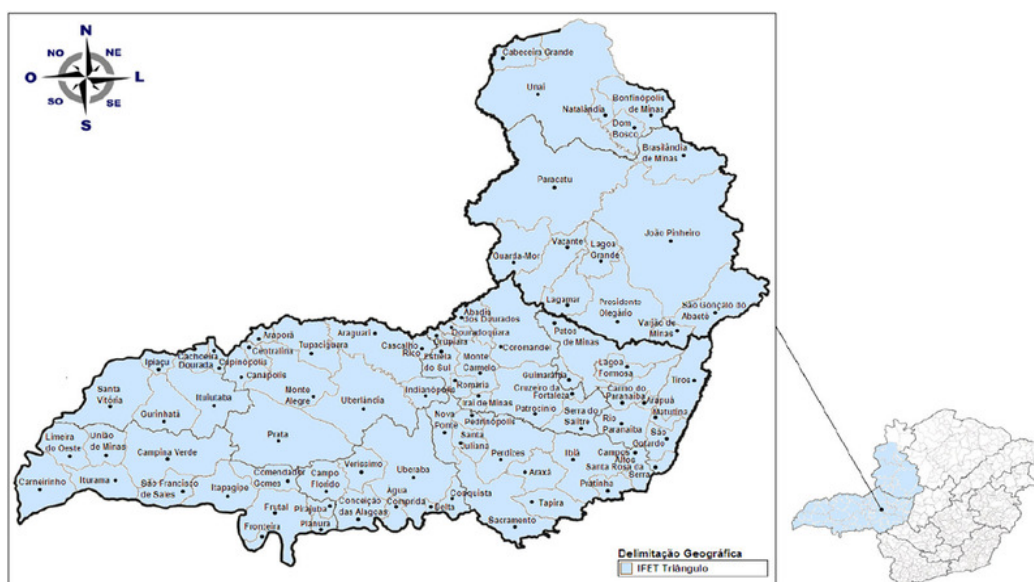 N
NO
NE
O
L
SO
SE
S
Cabeceira Grande
Unaí
Natalândia
Bonfinópolis
de Minas
Dom
Bosco
Brasilândia
de Minas
Paracatu
João Pinheiro
Vazante
Lagoa
Grande
Guarda-Mor
Lagamar
Presidente
Olegário
São Gonçalo do
Abaeté
Varjão de
Minas
Patos
de Minas
Abadia
dos Dourados
Douradoquara
Coromandel
Araporã
Araguari
Cascalho
Rico
Grupiara
Estrela
do Sul
Monte
Carmelo
Tupaciguara
Centralina
Cachoeira
Dourada
Capinópolis
Canápolis
Ipiaçu
Ituiutaba
Santa
Vitória
Gurinhatã
Monte
Alegre
Uberlândia
Indianópolis
Romaria
Irai de Minas
Guimarânia
Cruzeiro da
Fortaleza
Lagoa
Formosa
Carmo do
Paranaíba
Arapuá
Tiros
Matutina
Patrocínio
Serra do
Salitre
Rio
Paranaíba
São
Gotardo
Nova
Ponte
Pedrinópolis
Santa
Juliana
Perdizes
Araxá
Ibiá
Campos
Altos
Santa Rosa da
Serra
Pratinha
Tapira
Sacramento
Conquista
Delta
Uberaba
Água
Comprida
Veríssimo
Conceição
das Alagoas
Campo
Florido
Pirajuba
Planura
Comendador
Gomes
Frutal
Fronteira
Prata
Itapagipe
São Francisco
de Sales
Campina Verde
União
de Minas
Limeira
do Oeste
Iturama
Carneirinho
Delimitação Geográfica
IFET Triângulo